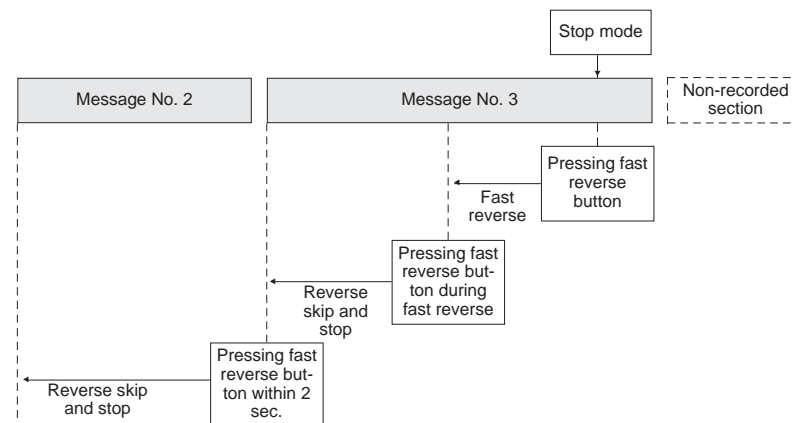 Stop mode
Message No. 2
Message No. 3
Non-recorded
section
Pressing fast
reverse
button
Fast
reverse
Pressing fast
reverse but-
ton during
fast reverse
Reverse
skip and
stop
Pressing fast
reverse but-
ton within 2
sec.
Reverse skip
and stop